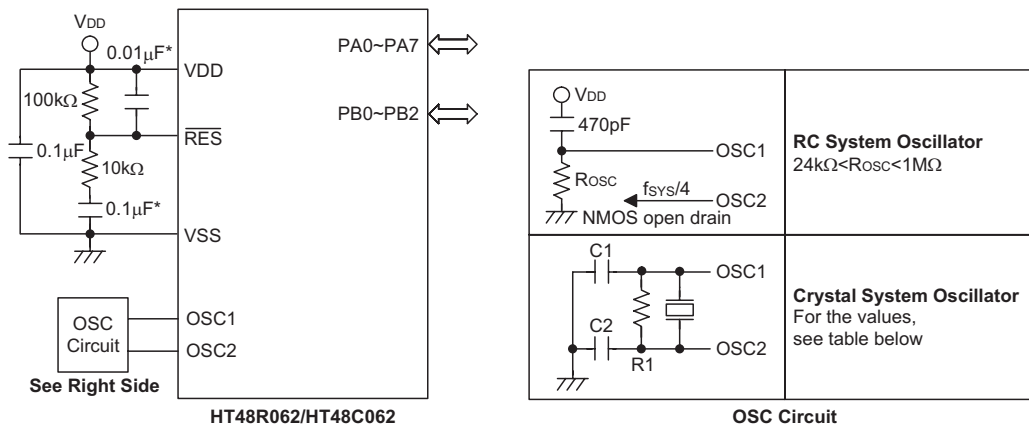 VDD
0.01μF*
VDD
100kΩ
RES
0.1μF
10kΩ
0.1μF*
VSS
PA0~PA7
PB0~PB2
OSC
Circuit
OSC1
OSC2
See Right Side
HT48R062/HT48C062
VDD
470pF
OSC1
ROSC
fSYS/4
OSC2
NMOS open drain
RC System Oscillator
24kΩ<ROSC<1MΩ
C1
OSC1
C2
R1
OSC2
Crystal System Oscillator
For the values,
see table below
OSC Circuit